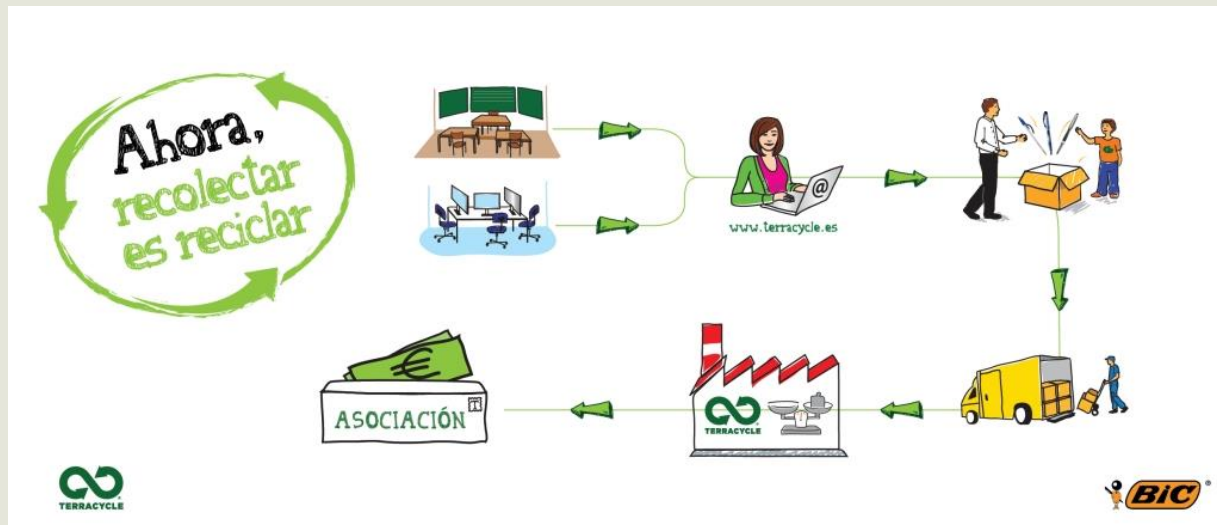 Ahora,
recolectar
es reciclar
@
www.terracycle.es
€
ASOCIACIÓN
TERRACYCLE
TERRACYCLE
BiC®